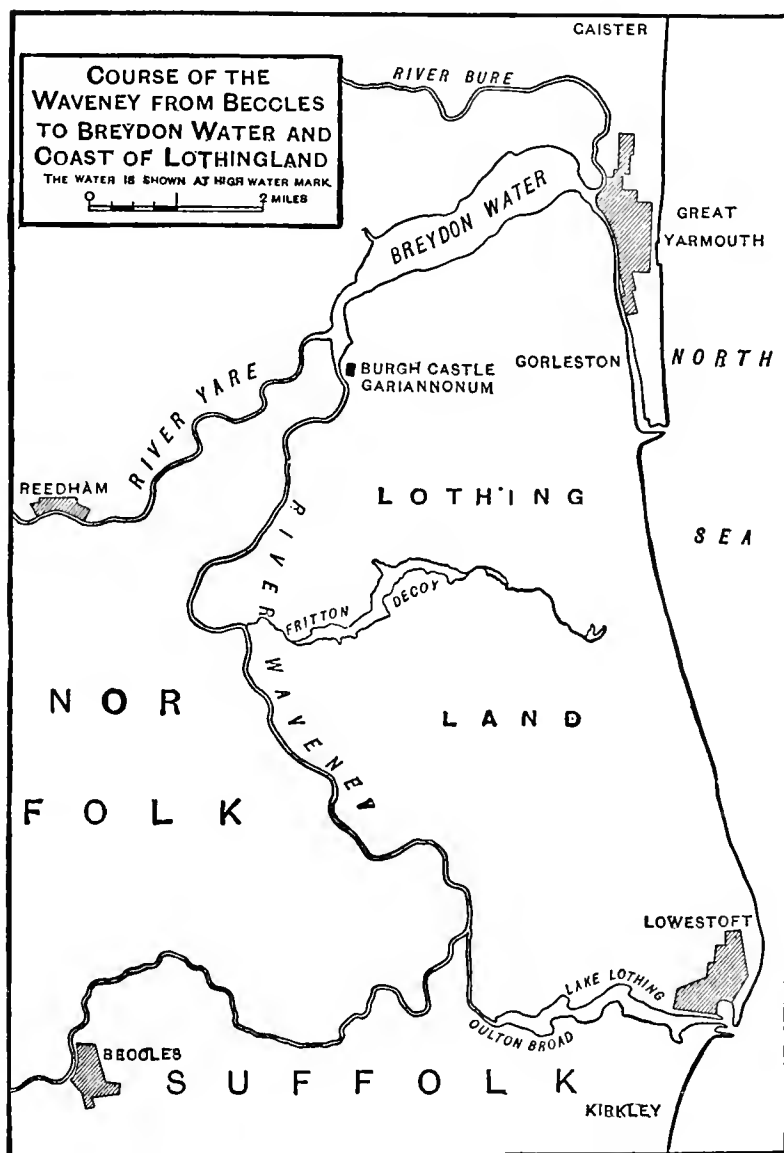 CAISTER
COURSE OF THE
WAVENEY FROM BECCLES
TO BREYDON WATER AND
COAST OF LOTHINGLAND
THE WATER IS SHOWN AT HIGH WATER MARK.
0 2 MILES
RIVER BURE
BREYDON WATER
GREAT
YARMOUTH
NORTH
SEA
GORLESTON
BURGH CASTLE
GARIANNONUM
RIVER YARE
REEDHAM
LOTHING
LAND
RIVER WAVENEY
FRITTON DECOY
NOR
FOLK
LOWESTOFT
LAKE LOTHING
OULTON BROAD
BECCLES
SUFFOLK
KIRKLEY